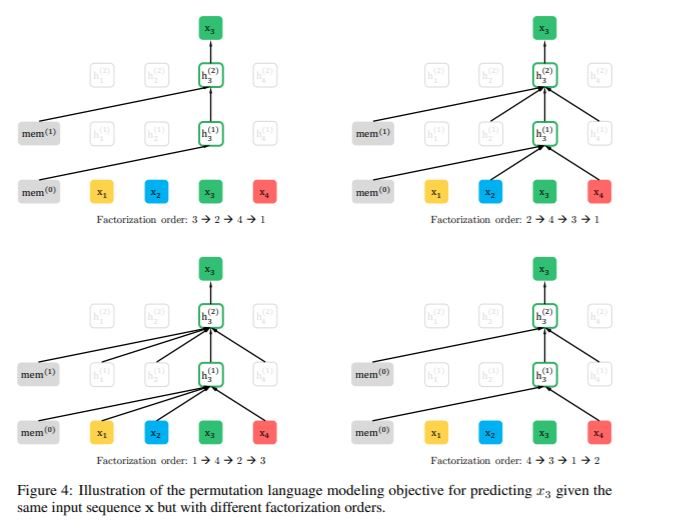 x₃ x₃
h₁⁽²⁾ h₂⁽²⁾ h₃⁽²⁾ h₄⁽²⁾ h₁⁽²⁾ h₂⁽²⁾ h₃⁽²⁾ h₄⁽²⁾
mem⁽¹⁾ h₁⁽¹⁾ h₂⁽¹⁾ h₃⁽¹⁾ h₄⁽¹⁾ mem⁽¹⁾ h₁⁽¹⁾ h₂⁽¹⁾ h₃⁽¹⁾ h₄⁽¹⁾
mem⁽⁰⁾ x₁ x₂ x₃ x₄ mem⁽⁰⁾ x₁ x₂ x₃ x₄
Factorization order: 3 → 2 → 4 → 1 Factorization order: 2 → 4 → 3 → 1
x₃ x₃
h₁⁽²⁾ h₂⁽²⁾ h₃⁽²⁾ h₄⁽²⁾ h₁⁽²⁾ h₂⁽²⁾ h₃⁽²⁾ h₄⁽²⁾
mem⁽¹⁾ h₁⁽¹⁾ h₂⁽¹⁾ h₃⁽¹⁾ h₄⁽¹⁾ mem⁽⁰⁾ h₁⁽¹⁾ h₂⁽¹⁾ h₃⁽¹⁾ h₄⁽¹⁾
mem⁽⁰⁾ x₁ x₂ x₃ x₄ mem⁽⁰⁾ x₁ x₂ x₃ x₄
Factorization order: 1 → 4 → 2 → 3 Factorization order: 4 → 3 → 1 → 2
Figure 4: Illustration of the permutation language modeling objective for predicting x₃ given the
same input sequence x but with different factorization orders.